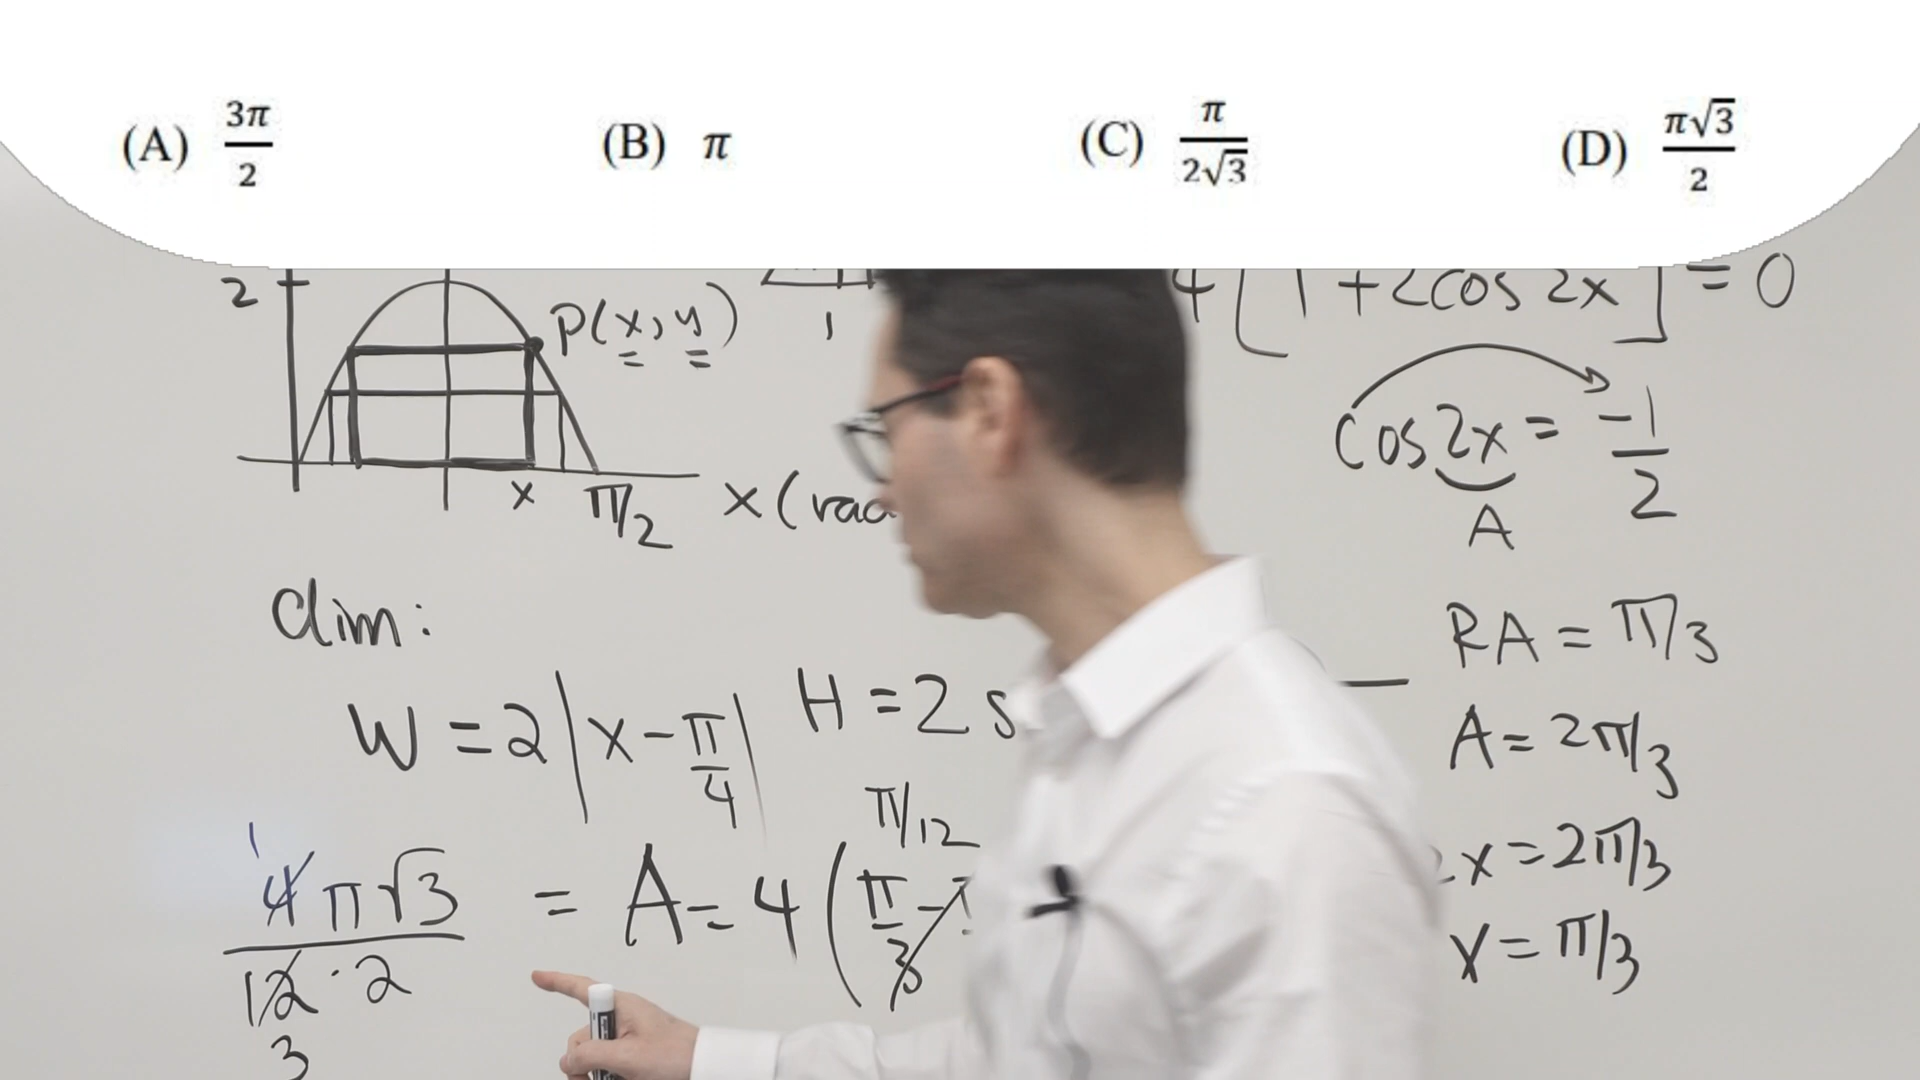 (A) 3π/2 (B) π (C) π/2√3 (D) π√3/2
2 P(x, y) 1 4[1+2cos 2x] = 0
cos 2x = -1/2
A
x π/2 x (rad
dim:
RA = π/3
W = 2|x - π/4| H = 2 s
A = 2π/3
π/12
x = 2π/3
1
4π√3/12·2 = A = 4(π/3 -
x = π/3
3